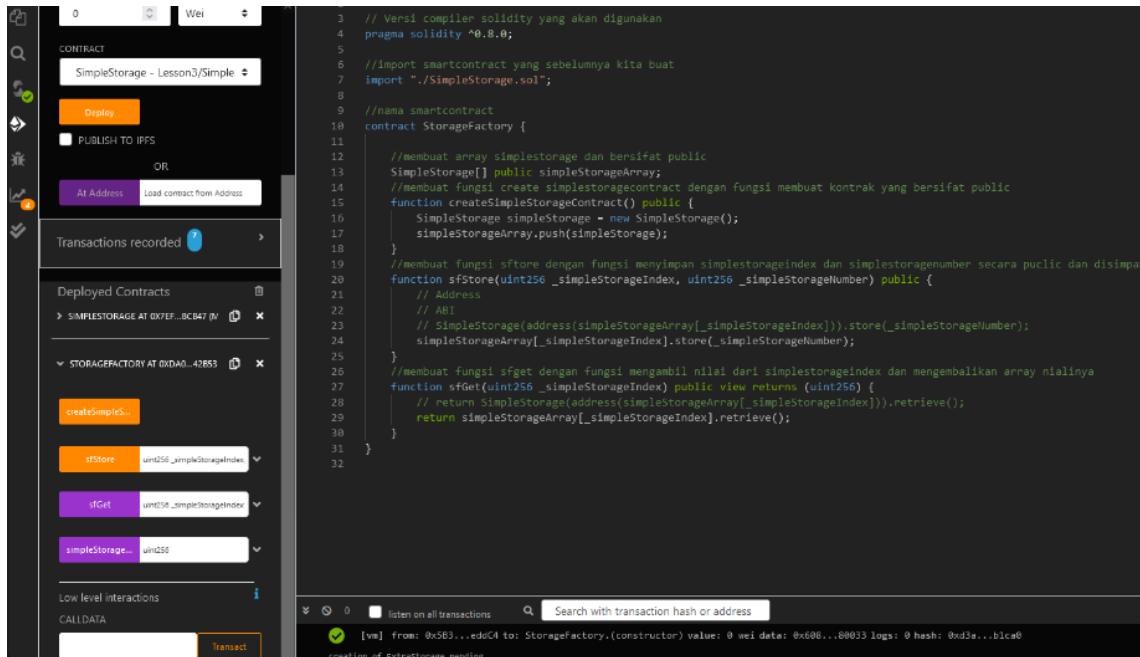 0
Wei
CONTRACT
SimpleStorage - Lesson3/Simple
Deploy
PUBLISH TO IPFS
OR
At Address
Load contract from Address
Transactions recorded 7
Deployed Contracts
SIMPLESTORAGE AT 0X7EF...8CB47 (M
STORAGEFACTORY AT 0XDA0...42B53
createSimpleS...
sfStore
uint256 _simpleStorageIndex,
sfGet
uint256 _simpleStorageIndex
simpleStorage...
uint256
Low level interactions
i
CALLDATA
Transact
3 // Versi compiler solidity yang akan digunakan
4 pragma solidity ^0.8.0;
5
6 //import smartcontract yang sebelumnya kita buat
7 import "./SimpleStorage.sol";
8
9 //nama smartcontract
10 contract StorageFactory {
11
12 //membuat array simplestorage dan bersifat public
13 SimpleStorage[] public simpleStorageArray;
14 //membuat fungsi create simplestoragecontract dengan fungsi membuat kontrak yang bersifat public
15 function createSimpleStorageContract() public {
16 SimpleStorage simpleStorage = new SimpleStorage();
17 simpleStorageArray.push(simpleStorage);
18 }
19 //membuat fungsi sftore dengan fungsi menyimpan simplestorageindex dan simplestoragenumber secara puclic dan disimpa
20 function sfStore(uint256 _simpleStorageIndex, uint256 _simpleStorageNumber) public {
21 // Address
22 // ABI
23 // SimpleStorage(address(simpleStorageArray[_simpleStorageIndex])).store(_simpleStorageNumber);
24 simpleStorageArray[_simpleStorageIndex].store(_simpleStorageNumber);
25 }
26 //membuat fungsi sfget dengan fungsi mengambil nilai dari simplestorageindex dan mengembalikan array nialinya
27 function sfGet(uint256 _simpleStorageIndex) public view returns (uint256) {
28 // return SimpleStorage(address(simpleStorageArray[_simpleStorageIndex])).retrieve();
29 return simpleStorageArray[_simpleStorageIndex].retrieve();
30 }
31 }
32
0
listen on all transactions
Search with transaction hash or address
[vm] from: 0x5B3...eddC4 to: StorageFactory.(constructor) value: 0 wei data: 0x608...80033 logs: 0 hash: 0xd3a...b1ca0
creation of ExtraStorage pending...